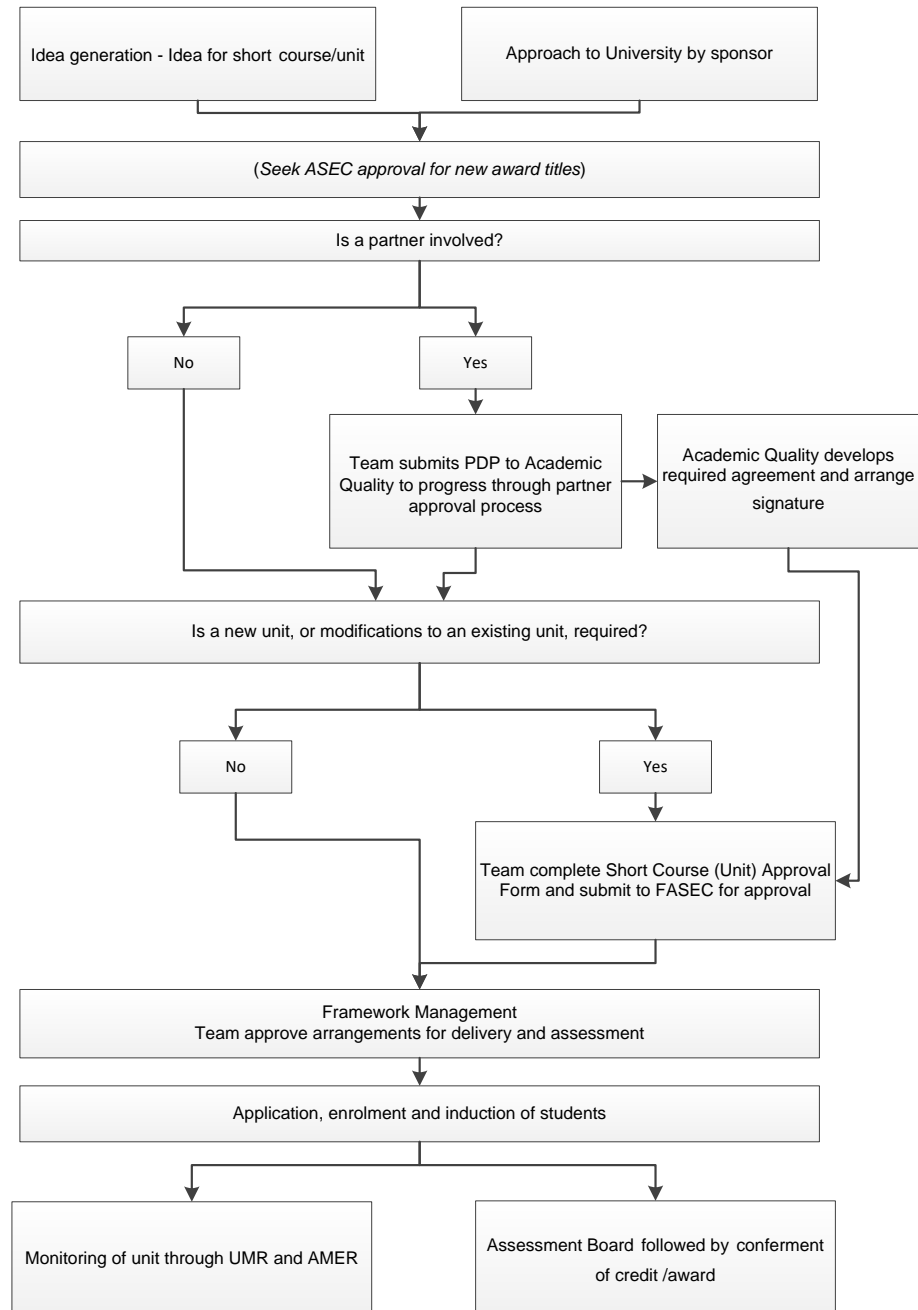 Idea generation - Idea for short course/unit
Approach to University by sponsor
(Seek ASEC approval for new award titles)
Is a partner involved?
No
Yes
Team submits PDP to Academic
Quality to progress through partner
approval process
Academic Quality develops
required agreement and arrange
signature
Is a new unit, or modifications to an existing unit, required?
No
Yes
Team complete Short Course (Unit) Approval
Form and submit to FASEC for approval
Framework Management
Team approve arrangements for delivery and assessment
Application, enrolment and induction of students
Monitoring of unit through UMR and AMER
Assessment Board followed by conferment
of credit /award